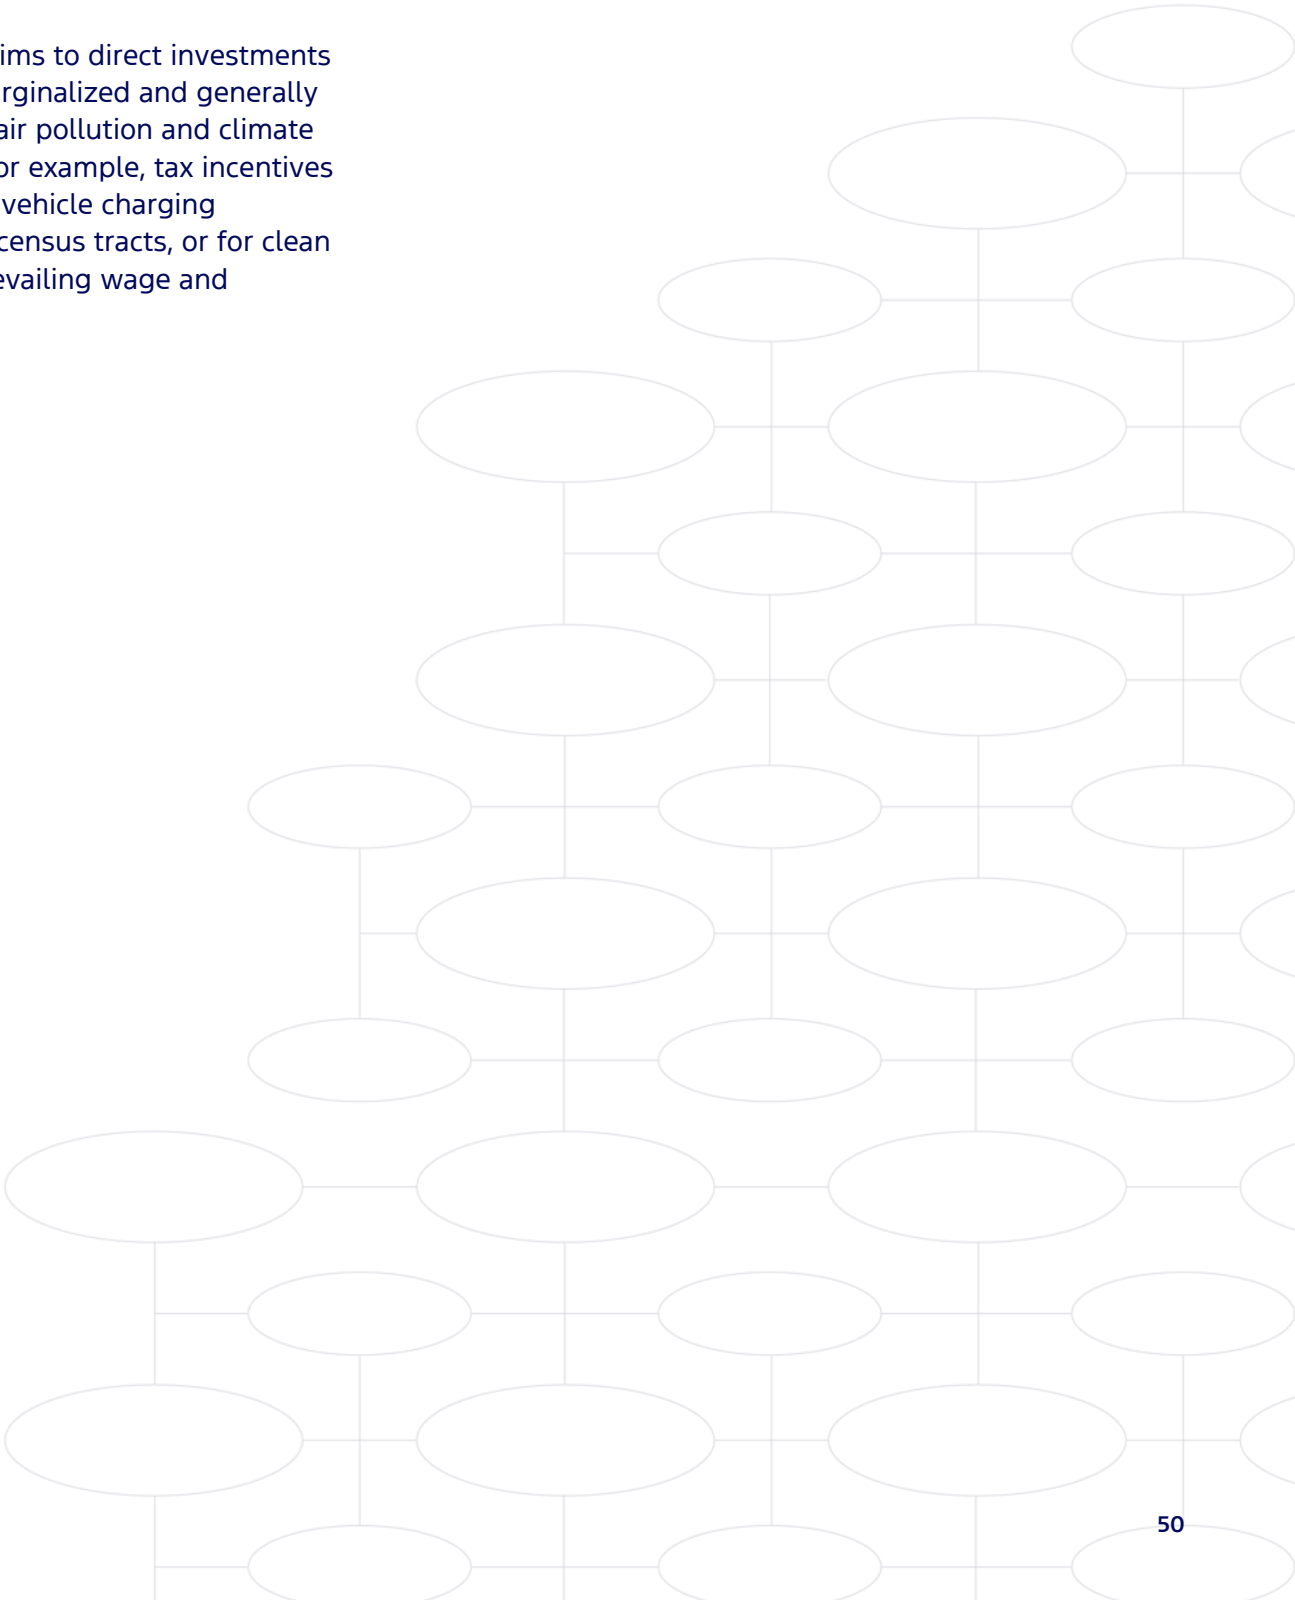 ims to direct investments
rginalized and generally
air pollution and climate
or example, tax incentives
vehicle charging
census tracts, or for clean
evailing wage and
50